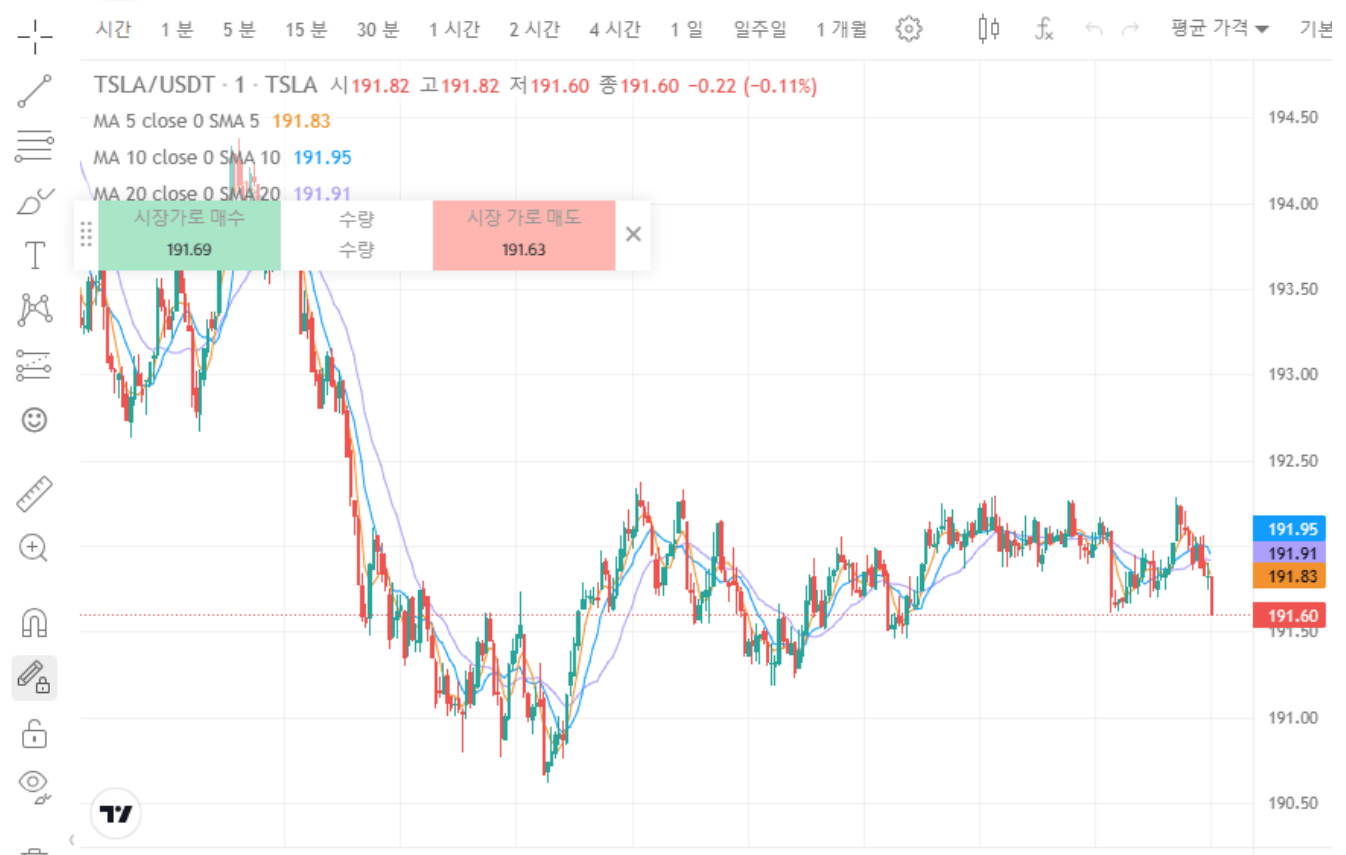 시간 1 분 5 분 15 분 30 분 1 시간 2 시간 4 시간 1 일 일주일 1 개월 평균 가격 기본
TSLA/USDT · 1 · TSLA 시191.82 고191.82 저191.60 종191.60 −0.22 (−0.11%)
MA 5 close 0 SMA 5 191.83
MA 10 close 0 SMA 10 191.95
MA 20 close 0 SMA 20 191.91
시장가로 매수 수량 시장 가로 매도
191.69 수량 191.63
194.50
194.00
193.50
193.00
192.50
191.95
191.91
191.83
191.60
191.50
191.00
190.50